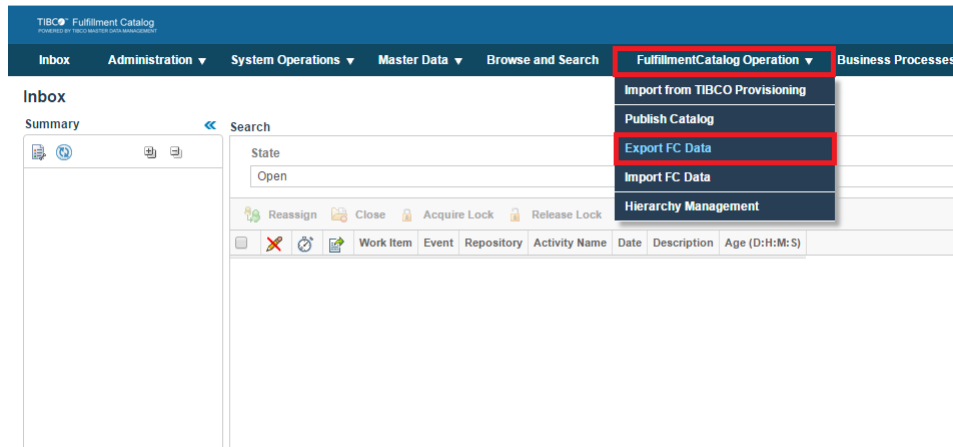 TIBCO® Fulfillment Catalog
POWERED BY TIBCO MASTER DATA MANAGEMENT
Inbox Administration ▼ System Operations ▼ Master Data ▼ Browse and Search FulfillmentCatalog Operation ▼ Business Processes
Import from TIBCO Provisioning
Publish Catalog
Export FC Data
Import FC Data
Hierarchy Management
Inbox
Summary
Search
State
Open
Reassign Close Acquire Lock Release Lock
Work Item Event Repository Activity Name Date Description Age (D:H:M:S)